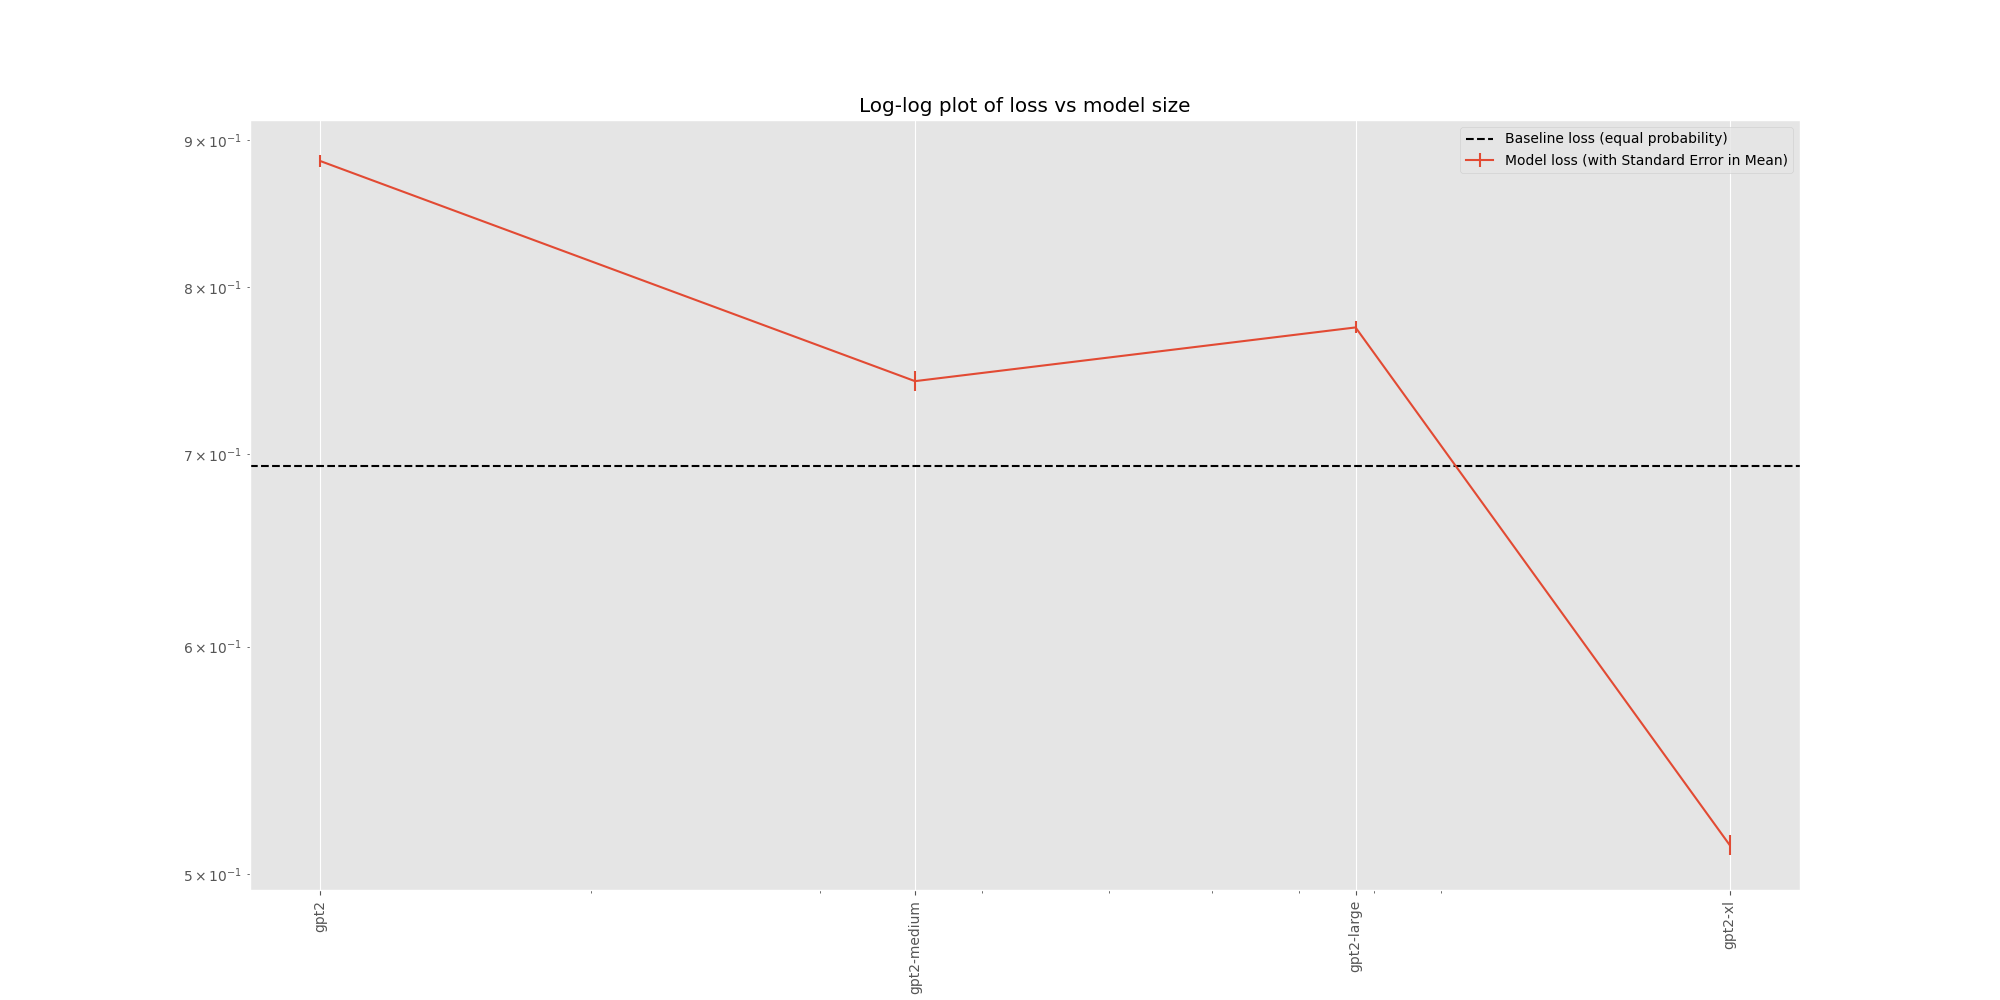 Log-log plot of loss vs model size
Baseline loss (equal probability)
Model loss (with Standard Error in Mean)
9 × 10⁻¹
8 × 10⁻¹
7 × 10⁻¹
6 × 10⁻¹
5 × 10⁻¹
gpt2
gpt2-medium
gpt2-large
gpt2-xl